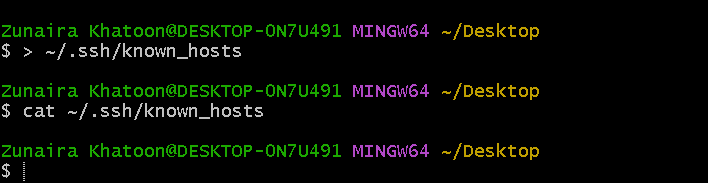 Zunaira Khatoon@DESKTOP-0N7U491 MINGW64 ~/Desktop
$ > ~/.ssh/known_hosts
Zunaira Khatoon@DESKTOP-0N7U491 MINGW64 ~/Desktop
$ cat ~/.ssh/known_hosts
Zunaira Khatoon@DESKTOP-0N7U491 MINGW64 ~/Desktop
$